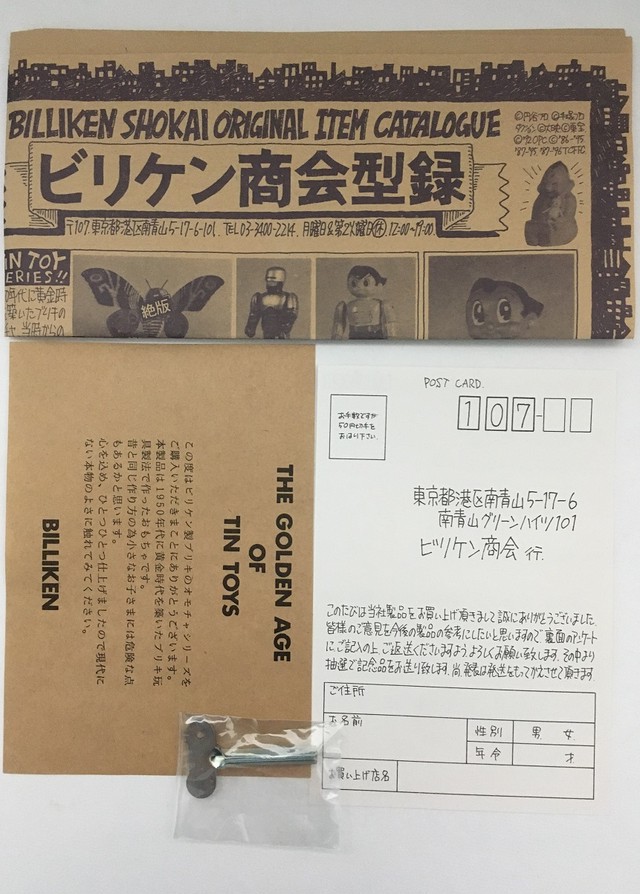 BILLIKEN SHOKAI ORIGINAL ITEM CATALOGUE
ビリケン商会型録
〒107 東京都港区南青山5-17-6-101. TEL 03-3400-2214. 月曜日&第2火曜日㊡ 12:00~19:00.
IN TOY
ERIES!!
絶版
THE GOLDEN AGE
OF
TIN TOYS
この度はビリケン製ブリキのオモチャシリーズを
ご購入いただきまことにありがとうございます。
本製品は1950年代に黄金時代を築いたブリキ玩
具製法で作ったおもちゃです。
昔と同じ作り方の為小さなお子さまには危険な点
もあるかと思います。
心を込め、ひとつひとつ仕上げましたので現代に
ない本物のよさに触れてみてください。
BILLIKEN
POST CARD.
お手数ですが
50円切手を
おはり下さい.
107-
東京都港区南青山5-17-6
南青山グリーンハイツ101
ビリケン商会 行.
このたびは当社製品をお買い上げ頂きまして誠にありがとうございました.
皆様のご意見を今後の製品の参考にしたいと思いますので裏面のアンケート
にご記入の上、ご返送くださいますようよろしくお願い致します. その中より
抽選で記念品をお送り致します. 尚、発表は発送をもってかえさせて頂きます.
ご住所
お名前
性別
男 女
年令
才
お買い上げ店名